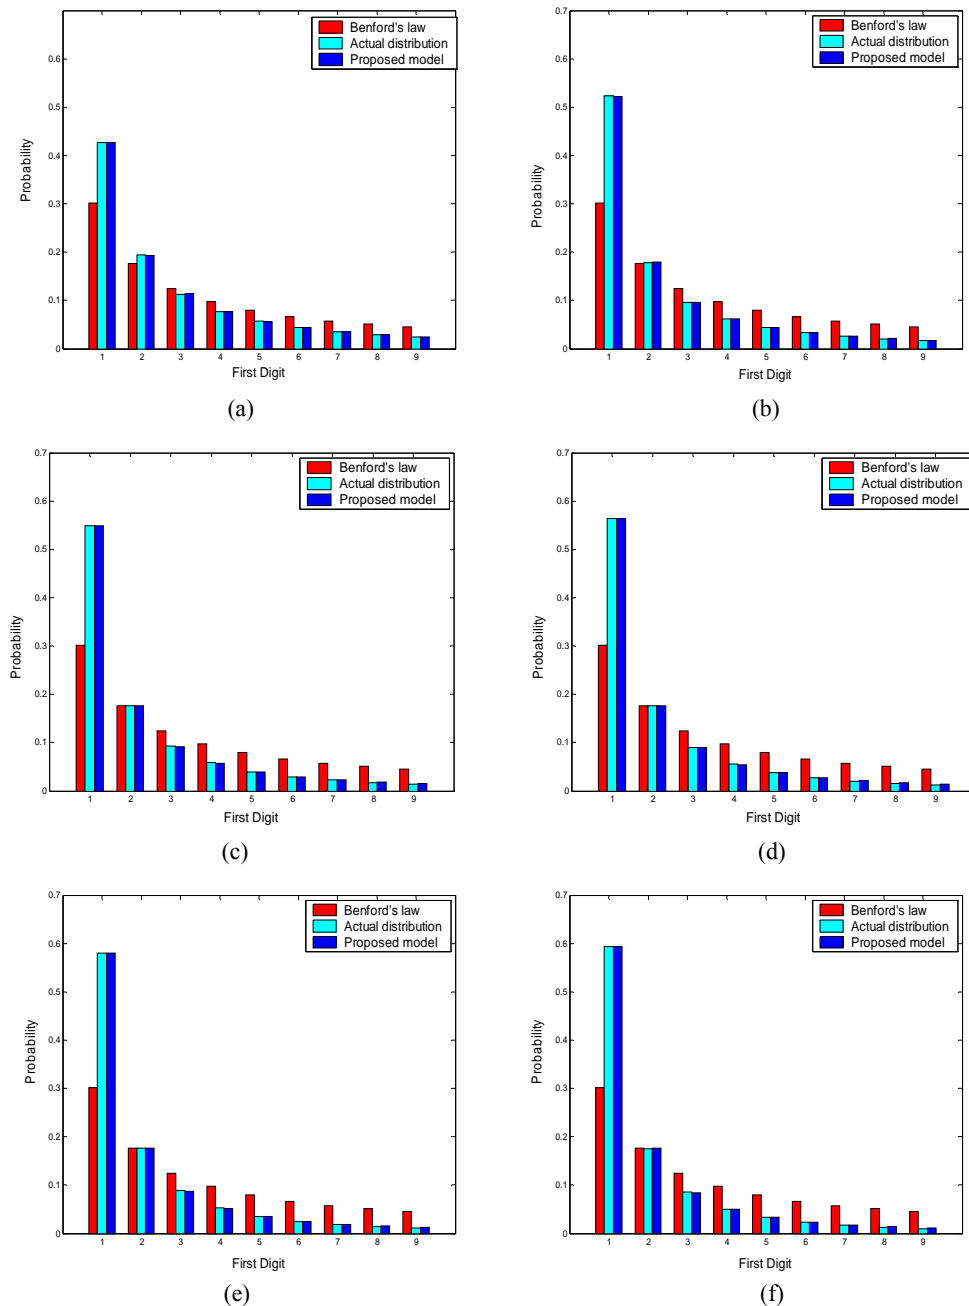 0.7
0.6
0.5
0.4
0.3
0.2
0.1
0
Probability
1 2 3 4 5 6 7 8 9
First Digit
Benford's law
Actual distribution
Proposed model
(a)
0.7
0.6
0.5
0.4
0.3
0.2
0.1
0
Probability
1 2 3 4 5 6 7 8 9
First Digit
Benford's law
Actual distribution
Proposed model
(b)
0.7
0.6
0.5
0.4
0.3
0.2
0.1
0
Probability
1 2 3 4 5 6 7 8 9
First Digit
Benford's law
Actual distribution
Proposed model
(c)
0.7
0.6
0.5
0.4
0.3
0.2
0.1
0
Probability
1 2 3 4 5 6 7 8 9
First Digit
Benford's law
Actual distribution
Proposed model
(d)
0.7
0.6
0.5
0.4
0.3
0.2
0.1
0
Probability
1 2 3 4 5 6 7 8 9
First Digit
Benford's law
Actual distribution
Proposed model
(e)
0.7
0.6
0.5
0.4
0.3
0.2
0.1
0
Probability
1 2 3 4 5 6 7 8 9
First Digit
Benford's law
Actual distribution
Proposed model
(f)